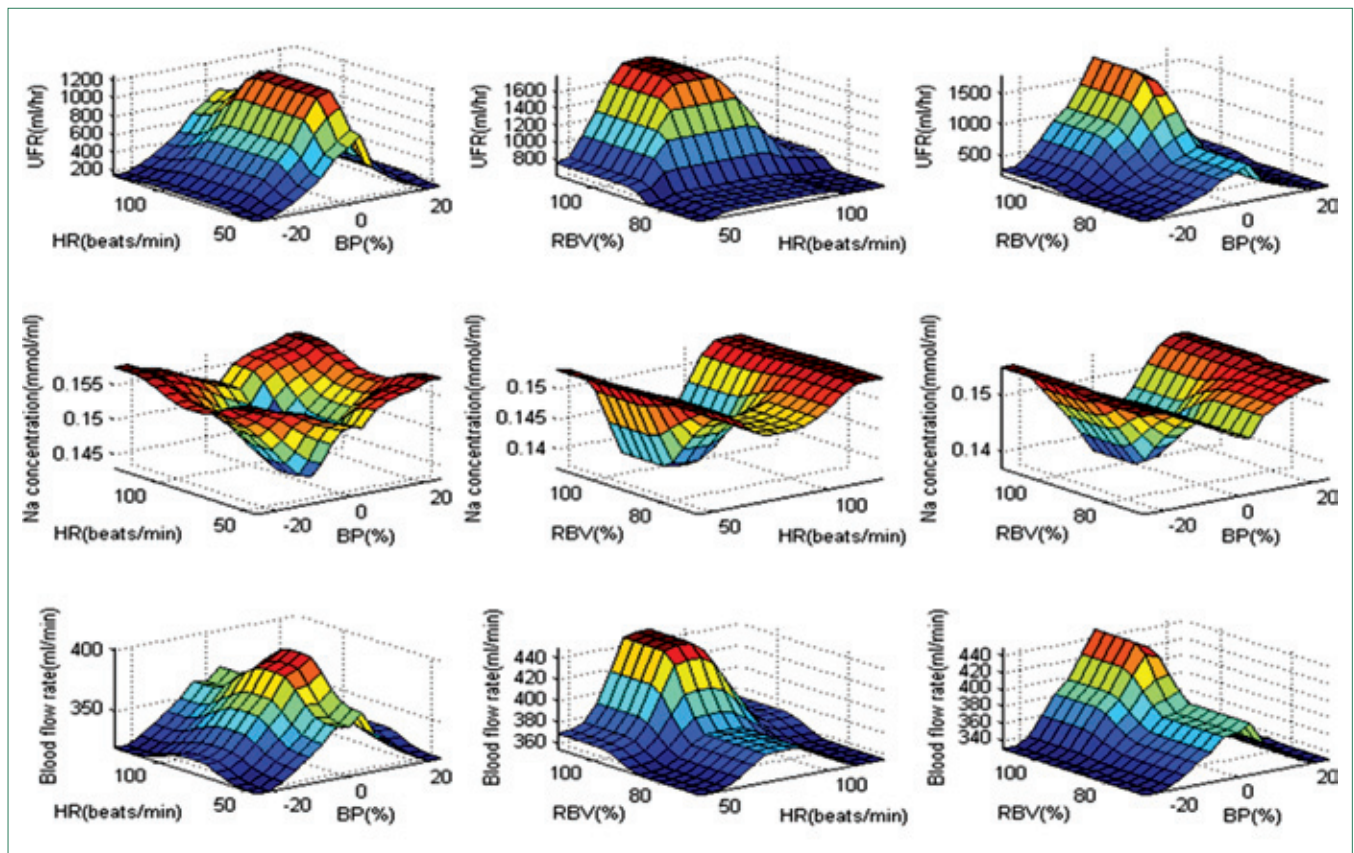 UFR(ml/hr)
1200
1000
800
600
400
200
100
50
HR(beats/min)
-20
0
20
BP(%)
UFR(ml/hr)
1600
1400
1200
1000
800
100
80
RBV(%)
50
100
HR(beats/min)
UFR(ml/hr)
1500
1000
500
100
80
RBV(%)
-20
0
20
BP(%)
Na concentration(mmol/ml)
0.155
0.15
0.145
100
50
HR(beats/min)
-20
0
20
BP(%)
Na concentration(mmol/ml)
0.15
0.145
0.14
100
80
RBV(%)
50
100
HR(beats/min)
Na concentration(mmol/ml)
0.15
0.14
100
80
RBV(%)
-20
0
20
BP(%)
Blood flow rate(ml/min)
400
350
100
50
HR(beats/min)
-20
0
20
BP(%)
Blood flow rate(ml/min)
440
420
400
380
360
100
80
RBV(%)
50
100
HR(beats/min)
Blood flow rate(ml/min)
440
420
400
380
360
340
100
80
RBV(%)
-20
0
20
BP(%)